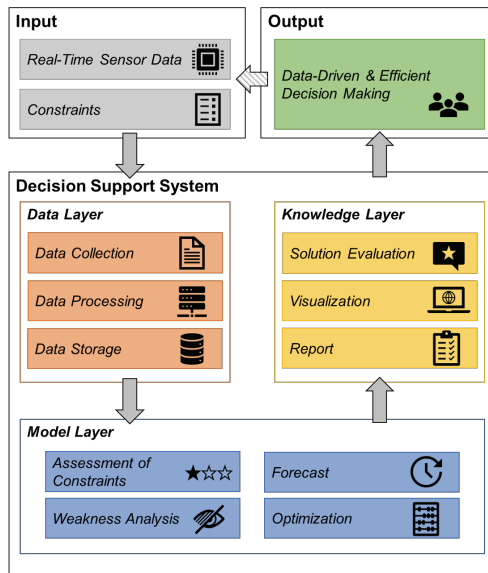 Input
Real-Time Sensor Data
Constraints
Output
Data-Driven & Efficient
Decision Making
Decision Support System
Data Layer
Data Collection
Data Processing
Data Storage
Knowledge Layer
Solution Evaluation
Visualization
Report
Model Layer
Assessment of
Constraints
Weakness Analysis
Forecast
Optimization